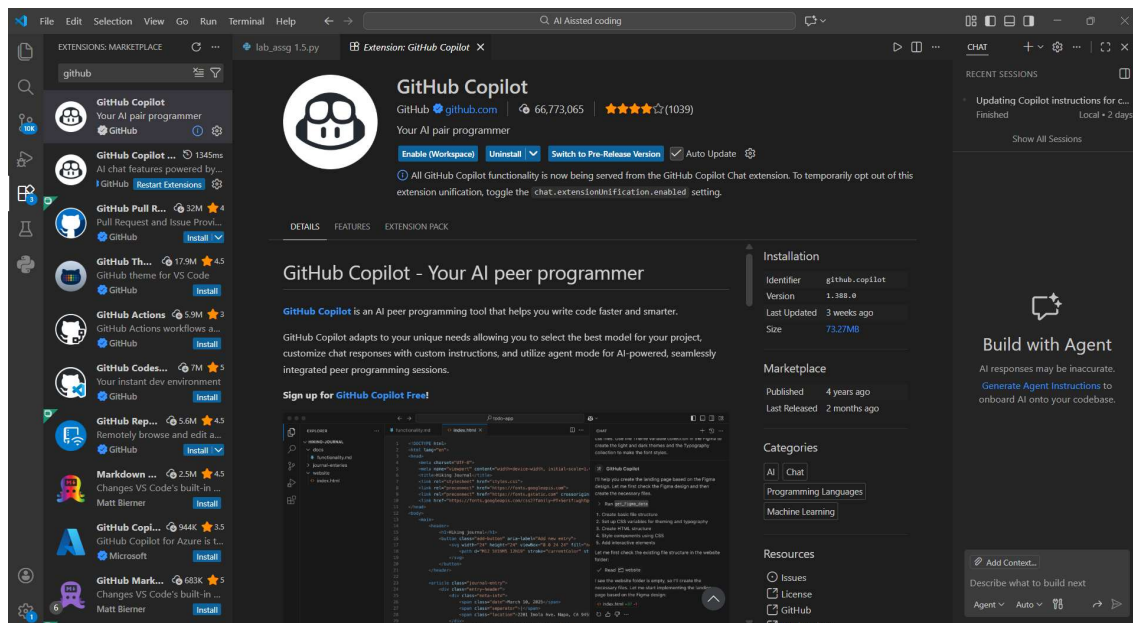 File Edit Selection View Go Run Terminal Help
AI Aissted coding
EXTENSIONS: MARKETPLACE
github
GitHub Copilot
Your AI pair programmer
GitHub
GitHub Copilot ... 1345ms
AI chat features powered by...
GitHub Restart Extensions
GitHub Pull R... 32M 4
Pull Request and Issue Provi...
GitHub Install
GitHub Th... 17.9M 4.5
GitHub theme for VS Code
GitHub Install
GitHub Actions 5.9M 3
GitHub Actions workflows a...
GitHub Install
GitHub Codes... 7M 5
Your instant dev environment
GitHub Install
GitHub Rep... 5.6M 4.5
Remotely browse and edit a...
GitHub Install
Markdown ... 2.5M 4.5
Changes VS Code's built-in ...
Matt Bierner Install
GitHub Copi... 944K 3.5
GitHub Copilot for Azure is t...
Microsoft Install
GitHub Mark... 683K 5
Changes VS Code's built-in ...
Matt Bierner Install
10K
3
6
1
lab_assg 1.5.py
Extension: GitHub Copilot
GitHub Copilot
GitHub github.com 66,773,065 (1039)
Your AI pair programmer
Enable (Workspace) Uninstall Switch to Pre-Release Version Auto Update
All GitHub Copilot functionality is now being served from the GitHub Copilot Chat extension. To temporarily opt out of this
extension unification, toggle the chat.extensionUnification.enabled setting.
DETAILS FEATURES EXTENSION PACK
GitHub Copilot - Your AI peer programmer
GitHub Copilot is an AI peer programming tool that helps you write code faster and smarter.
GitHub Copilot adapts to your unique needs allowing you to select the best model for your project,
customize chat responses with custom instructions, and utilize agent mode for AI-powered, seamlessly
integrated peer programming sessions.
Sign up for GitHub Copilot Free!
Installation
Identifier github.copilot
Version 1.388.0
Last Updated 3 weeks ago
Size 73.27MB
Marketplace
Published 4 years ago
Last Released 2 months ago
Categories
AI Chat
Programming Languages
Machine Learning
Resources
Issues
License
GitHub
CHAT
RECENT SESSIONS
Updating Copilot instructions for c...
Finished Local • 2 days
Show All Sessions
Build with Agent
AI responses may be inaccurate.
Generate Agent Instructions to
onboard AI onto your codebase.
Add Context...
Describe what to build next
Agent Auto